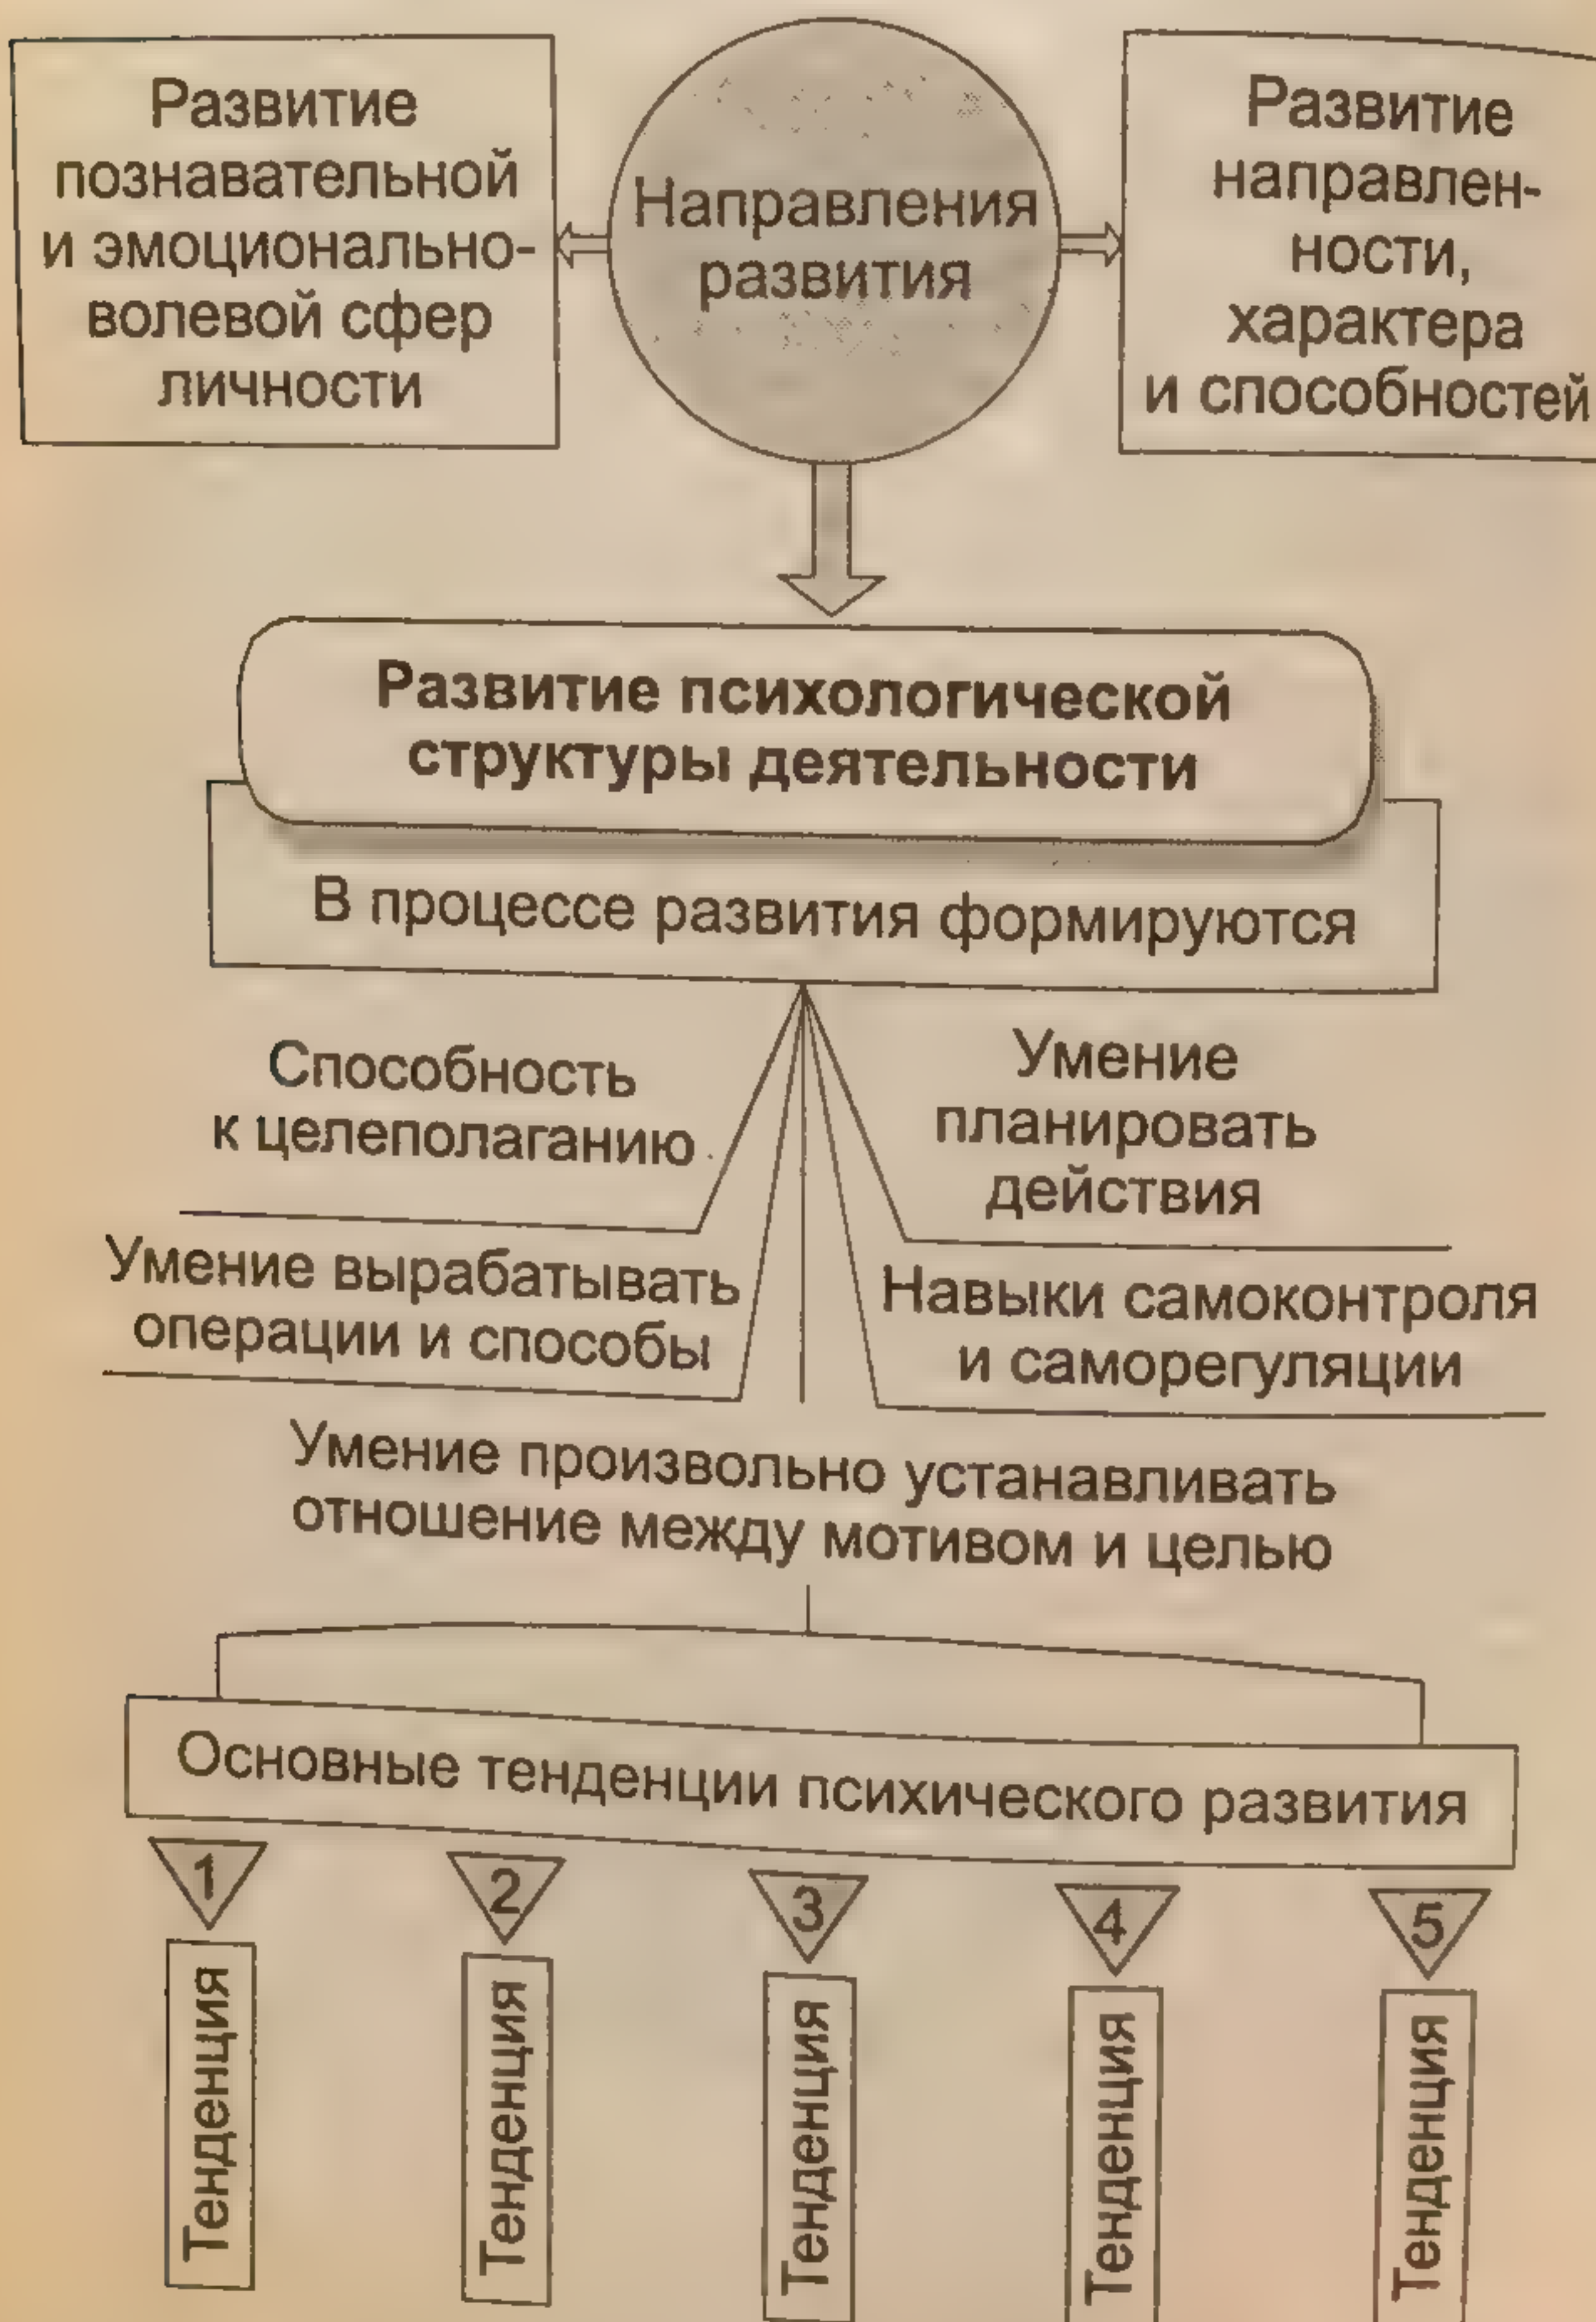 Развитие
познавательной
и эмоционально-
волевой сфер
личности
Направления
развития
Развитие
направлен-
ности,
характера
и способностей
Развитие психологической
структуры деятельности
В процессе развития формируются
Способность
к целеполаганию
Умение
планировать
действия
Умение вырабатывать
операции и способы
Навыки самоконтроля
и саморегуляции
Умение произвольно устанавливать
отношение между мотивом и целью
Основные тенденции психического развития
1
2
3
4
5
Тенденция
Тенденция
Тенденция
Тенденция
Тенденция